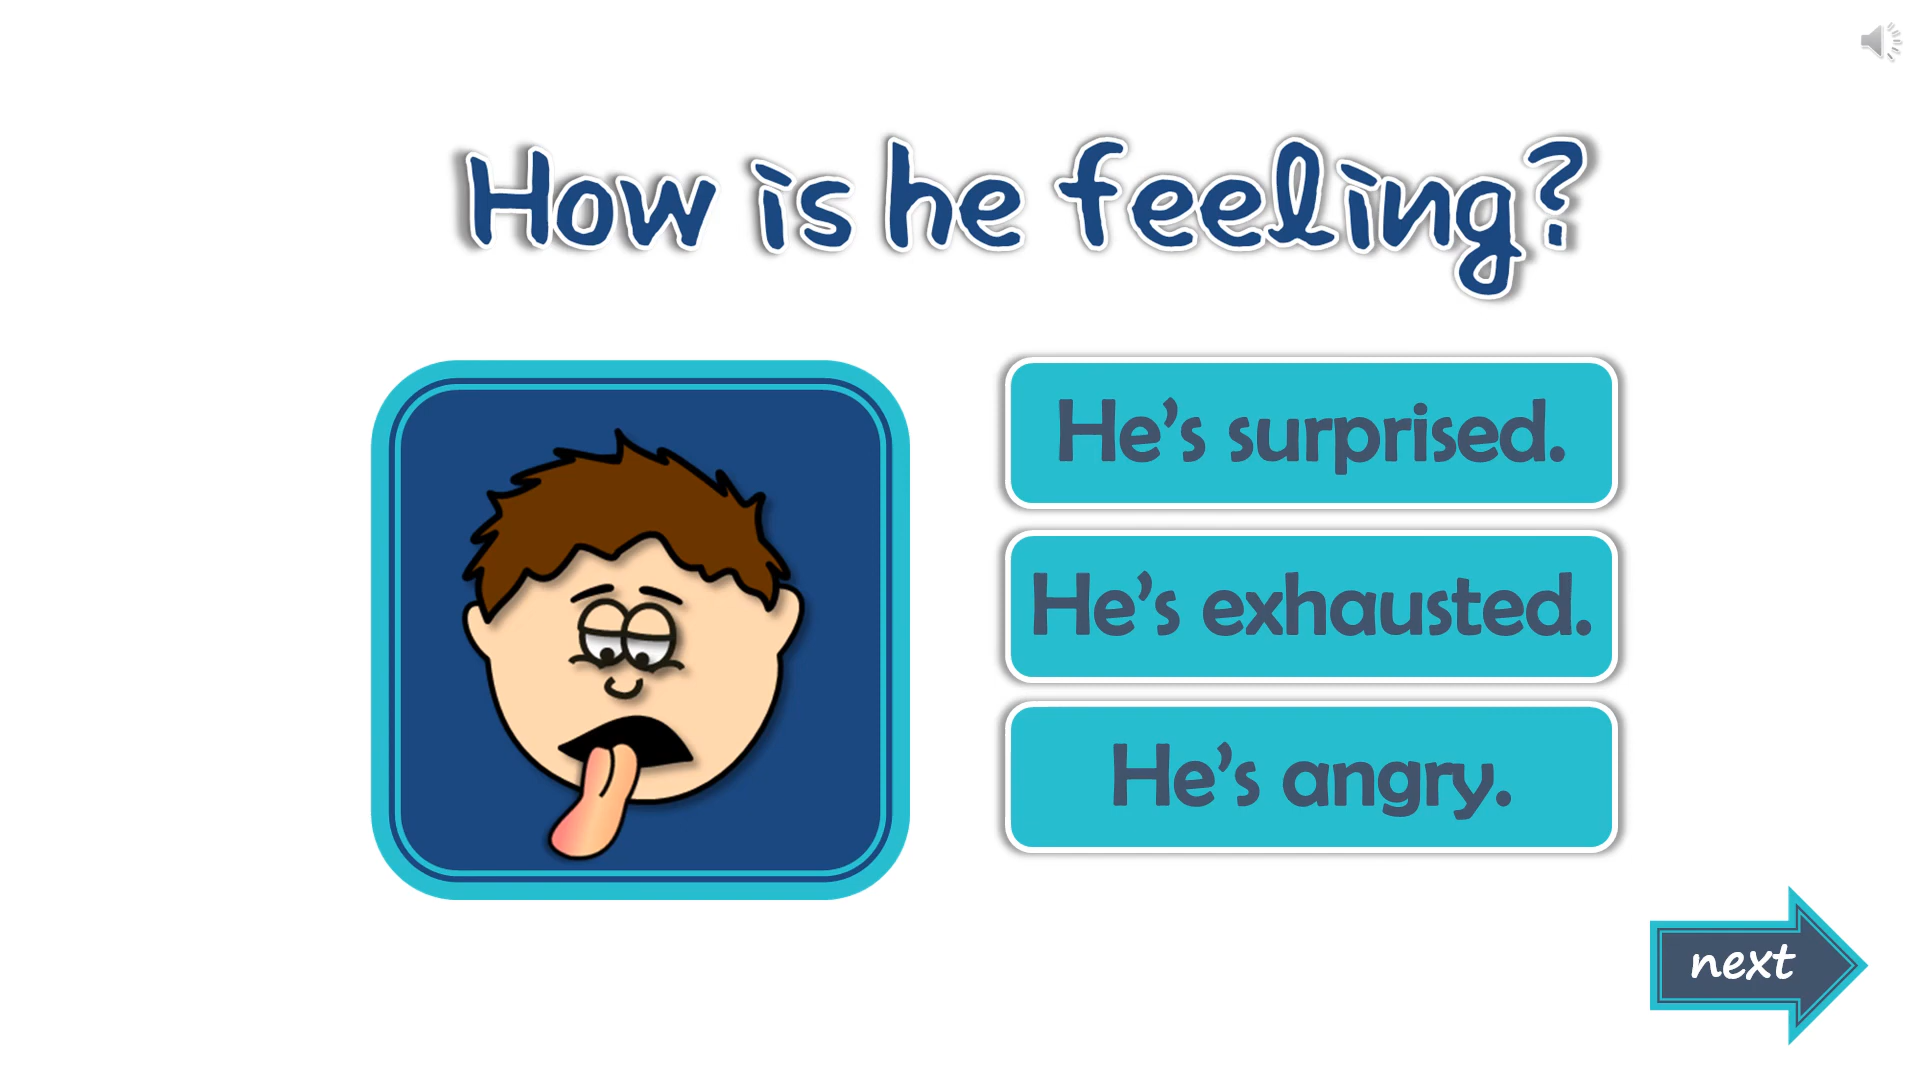 How is he feeling?
He's surprised.
He's exhausted.
He's angry.
next